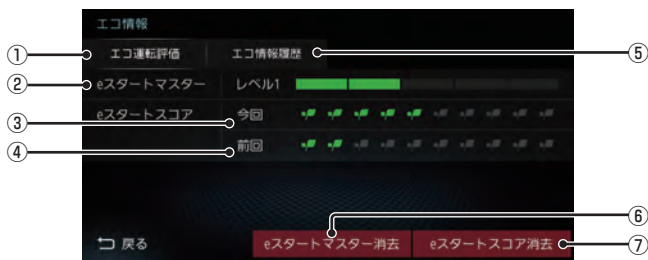 エコ情報
① エコ運転評価 エコ情報履歴 ⑤
② eスタートマスター レベル1
eスタートスコア
③ 今回
④ 前回
⑥
戻る eスタートマスター消去 eスタートスコア消去 ⑦